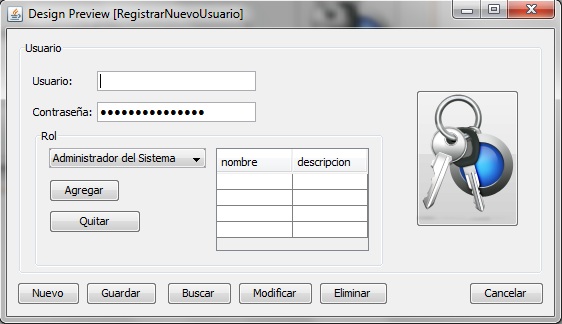 Design Preview [RegistrarNuevoUsuario]
Usuario
Usuario:
Contraseña: •••••••••••••••
Rol
Administrador del Sistema
nombre descripcion
Agregar
Quitar
Nuevo Guardar Buscar Modificar Eliminar Cancelar